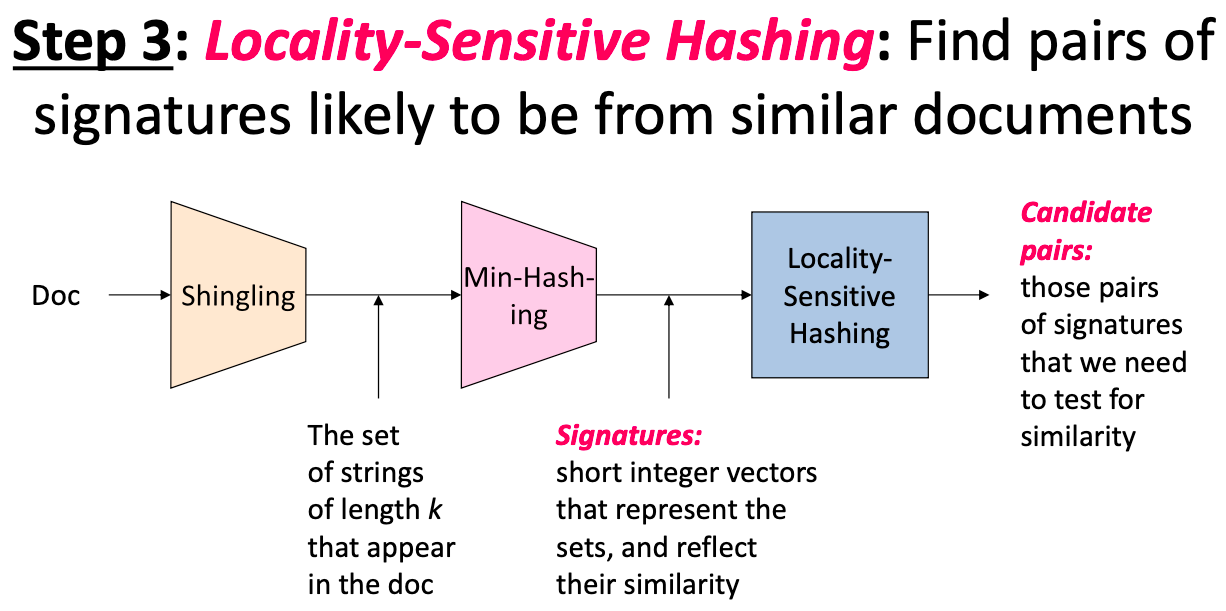 Step 3: Locality-Sensitive Hashing: Find pairs of
signatures likely to be from similar documents
Doc
Shingling
Min-Hash-
ing
Locality-
Sensitive
Hashing
Candidate
pairs:
those pairs
of signatures
that we need
to test for
similarity
The set
of strings
of length k
that appear
in the doc
Signatures:
short integer vectors
that represent the
sets, and reflect
their similarity